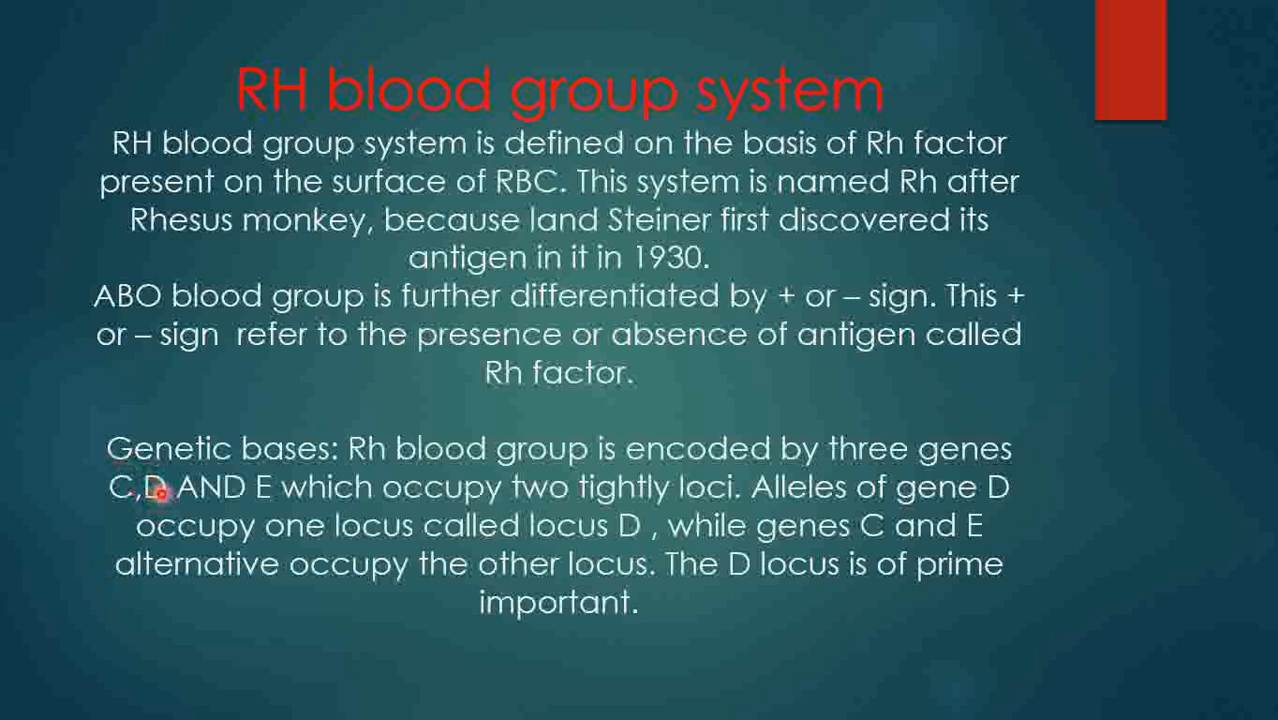 RH blood group system
RH blood group system is defined on the basis of Rh factor
present on the surface of RBC. This system is named Rh after
Rhesus monkey, because land Steiner first discovered its
antigen in it in 1930.
ABO blood group is further differentiated by + or – sign. This +
or – sign  refer to the presence or absence of antigen called
Rh factor.
Genetic bases: Rh blood group is encoded by three genes
C,D AND E which occupy two tightly loci. Alleles of gene D
occupy one locus called locus D , while genes C and E
alternative occupy the other locus. The D locus is of prime
important.